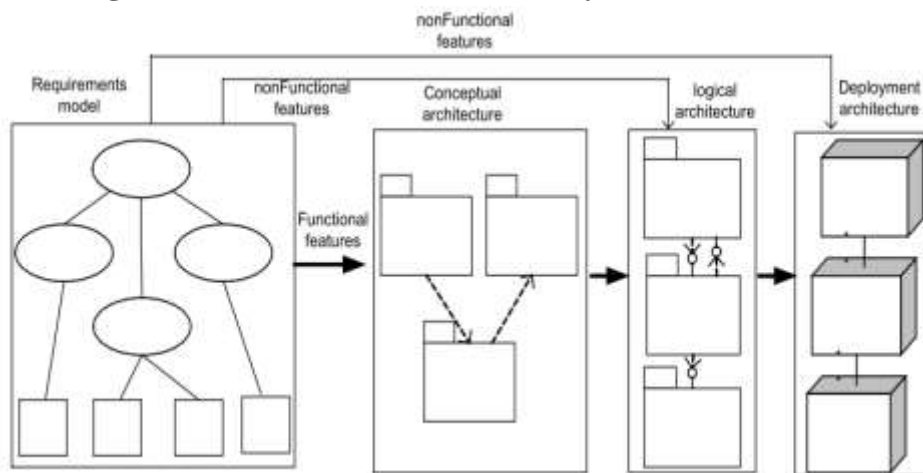 nonFunctional
features
Requirements
model
nonFunctional
features
Conceptual
architecture
logical
architecture
Deployment
architecture
Functional
features